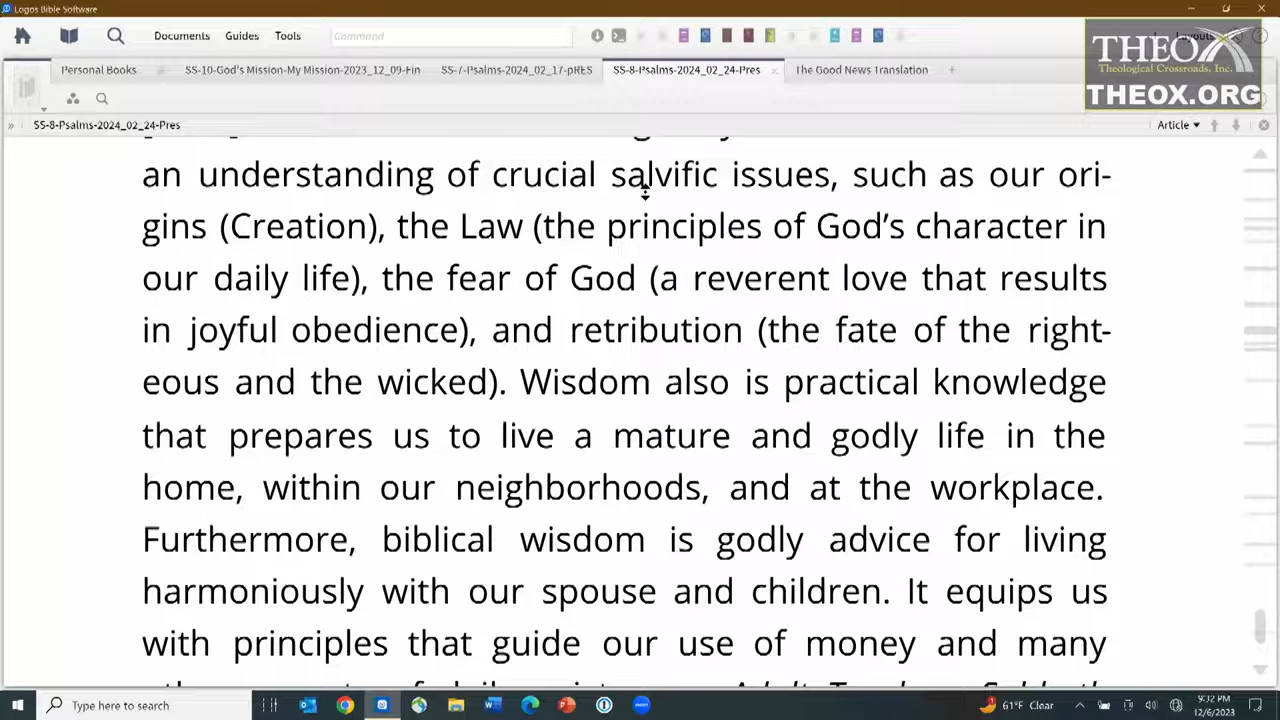 Logos Bible Software
Documents Guides Tools Command
THEOX
Theological Crossroads, Inc.
THEOX.ORG
Personal Books SS-10-God's Mission-My Mission-2023_12_ SS-8-Psalms-2024_02_24-Pres The Good News Translation
SS-8-Psalms-2024_02_24-Pres Article
an understanding of crucial salvific issues, such as our ori-
gins (Creation), the Law (the principles of God’s character in
our daily life), the fear of God (a reverent love that results
in joyful obedience), and retribution (the fate of the right-
eous and the wicked). Wisdom also is practical knowledge
that prepares us to live a mature and godly life in the
home, within our neighborhoods, and at the workplace.
Furthermore, biblical wisdom is godly advice for living
harmoniously with our spouse and children. It equips us
with principles that guide our use of money and many
Type here to search 61°F Clear 9:32 PM
12/6/2023